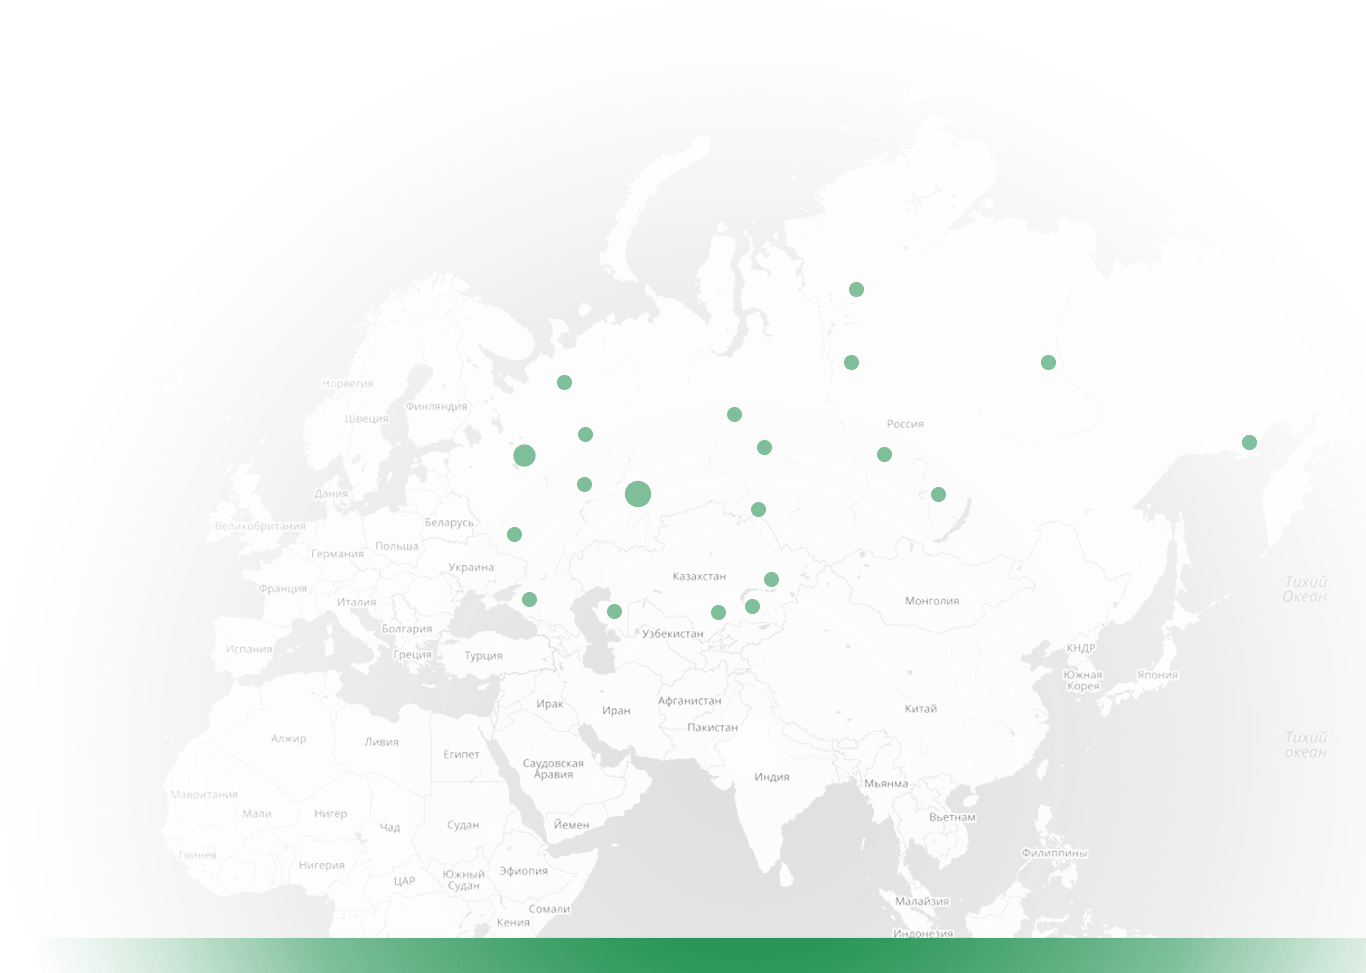 Норвегия
Финляндия
Швеция
Россия
Дания
Великобритания
Беларусь
Польша
Германия
Украина
Казахстан
Франция
Тихий
Океан
Италия
Монголия
Болгария
Узбекистан
Испания
Греция
Турция
КНДР
Южная
Корея
Япония
Ирак
Иран
Афганистан
Китай
Пакистан
Алжир
Ливия
Египет
Тихий
океан
Саудовская
Аравия
Индия
Мьянма
Мавритания
Мали
Нигер
Чад
Судан
Йемен
Вьетнам
Гвинея
Нигерия
Филиппины
ЦАР
Южный
Судан
Эфиопия
Малайзия
Сомали
Кения
Индонезия